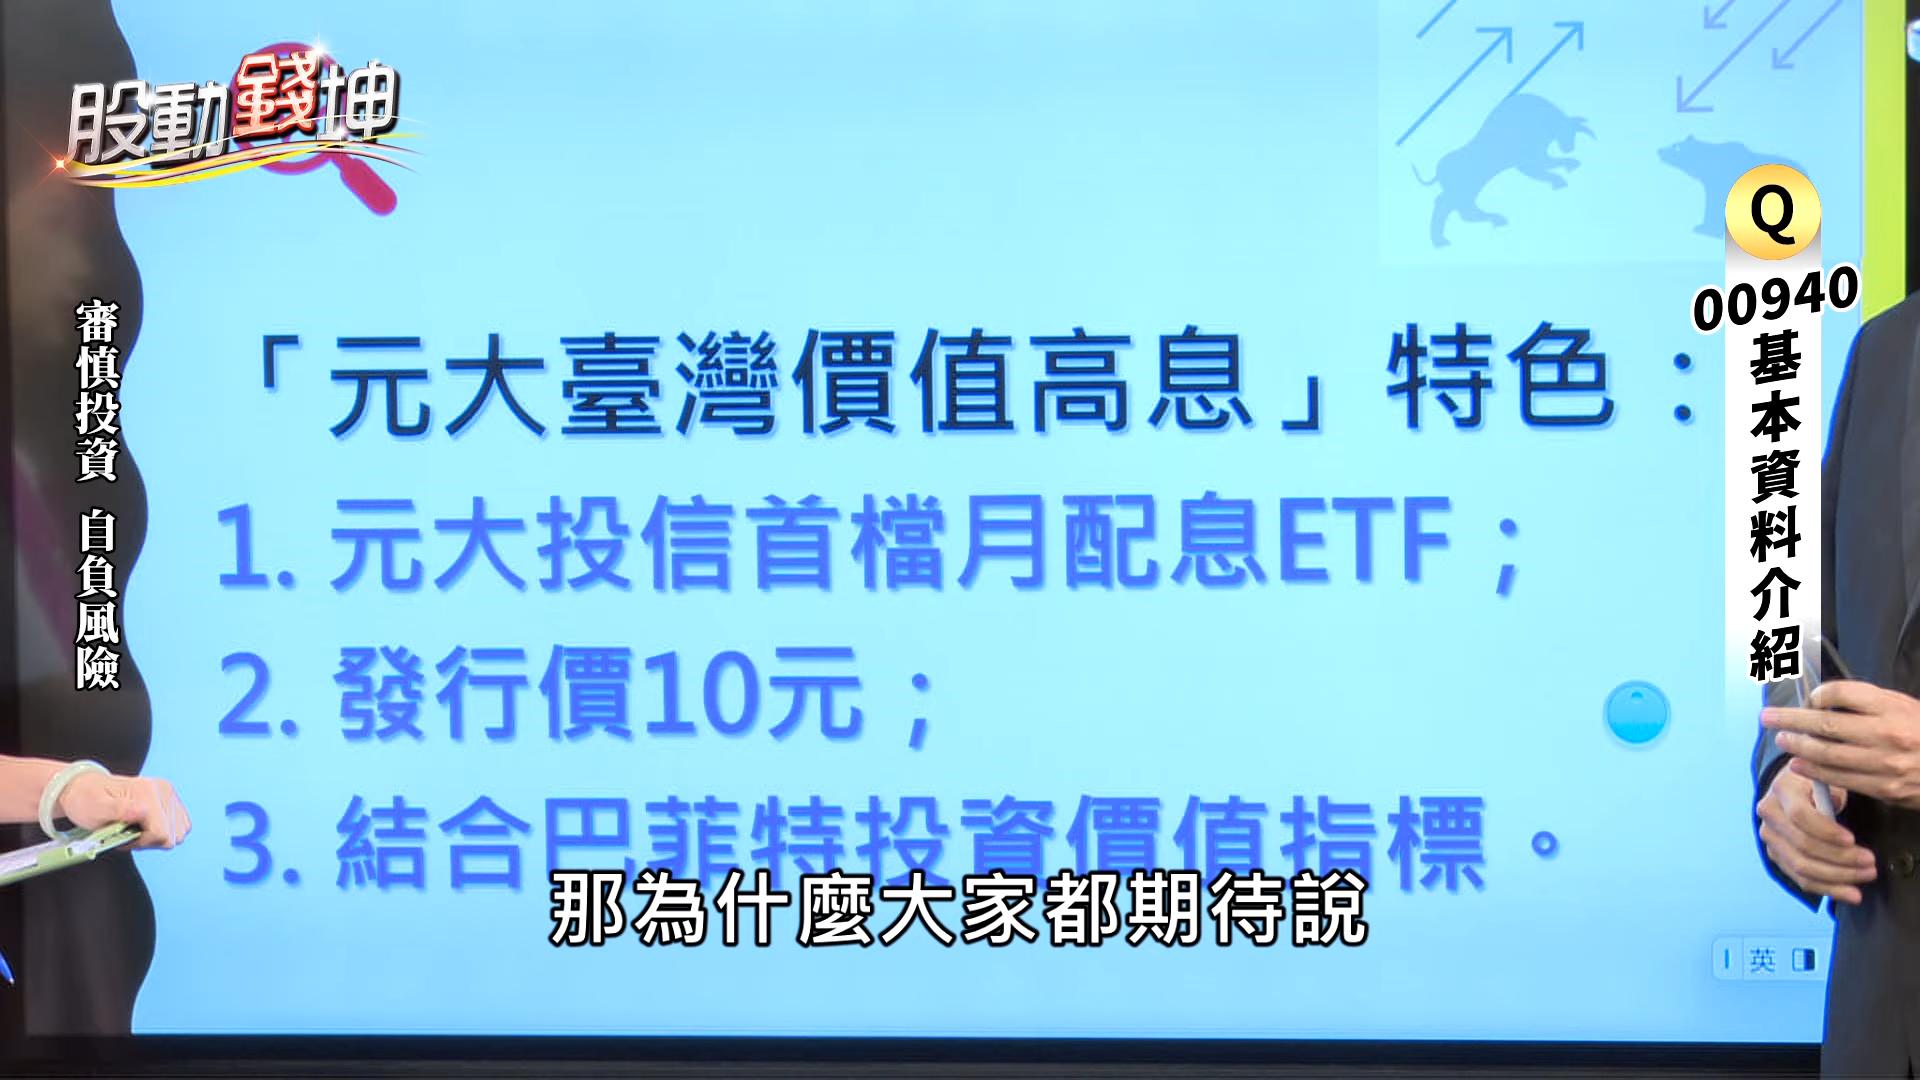 股動錢坤
審慎投資 自負風險
「元大臺灣價值高息」特色：
1. 元大投信首檔月配息ETF；
2. 發行價10元；
3. 結合巴菲特投資價值指標。
那為什麼大家都期待說
Q
00940
基本資料介紹
英